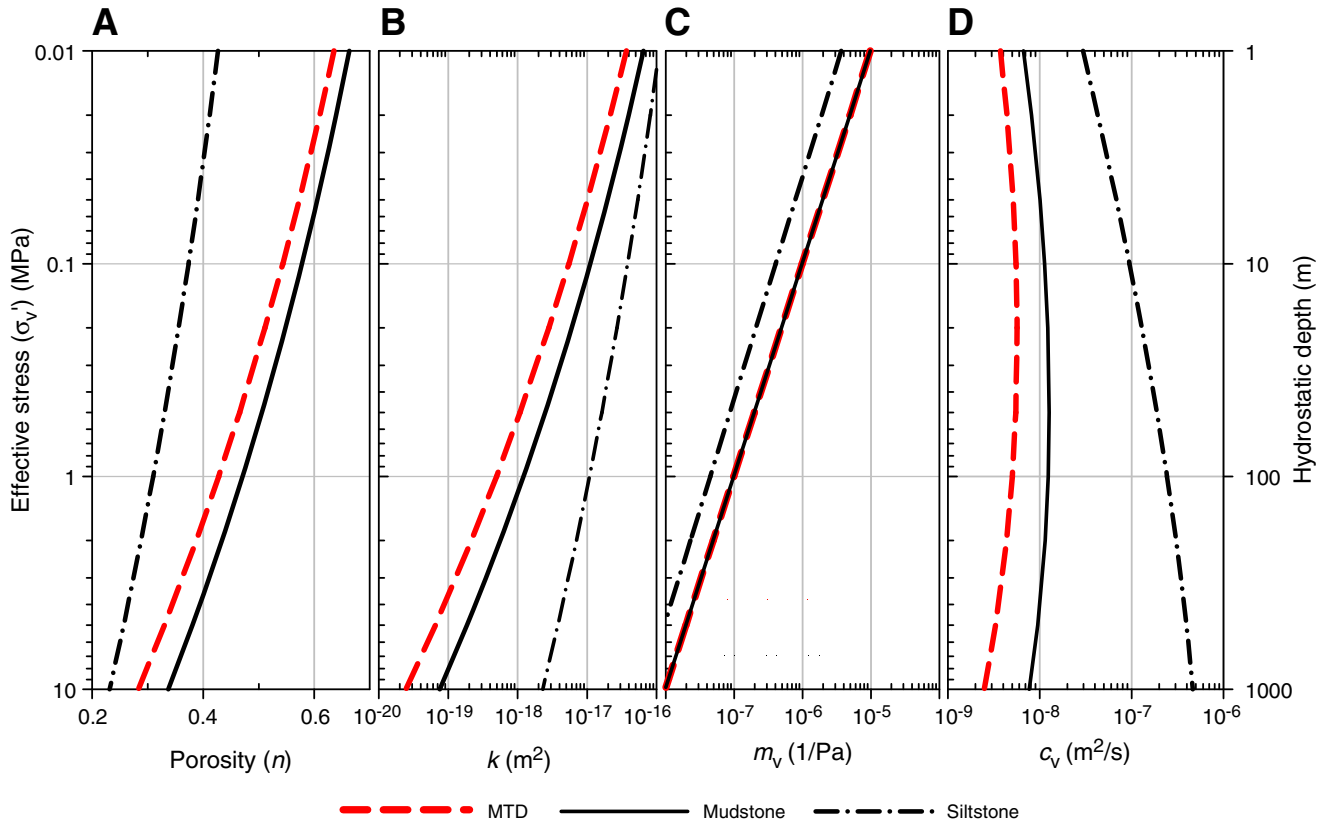 A B C D
0.01
0.1
1
10
Effective stress (σv') (MPa)
1
10
100
1000
Hydrostatic depth (m)
0.2 0.4 0.6 10-20 10-19 10-18 10-17 10-16 10-7 10-6 10-5 10-9 10-8 10-7 10-6
Porosity (n) k (m2) mv (1/Pa) cv (m2/s)
MTD Mudstone Siltstone